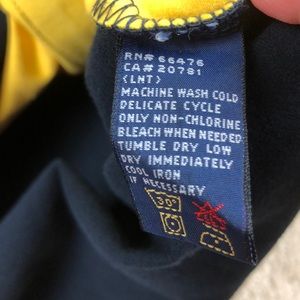 RN# 66476
CA# 20781
(LNT)
MACHINE WASH COLD
DELICATE CYCLE
ONLY NON-CHLORINE
BLEACH WHEN NEEDED
TUMBLE DRY LOW
DRY IMMEDIATELY
COOL IRON
IF NECESSARY
30°